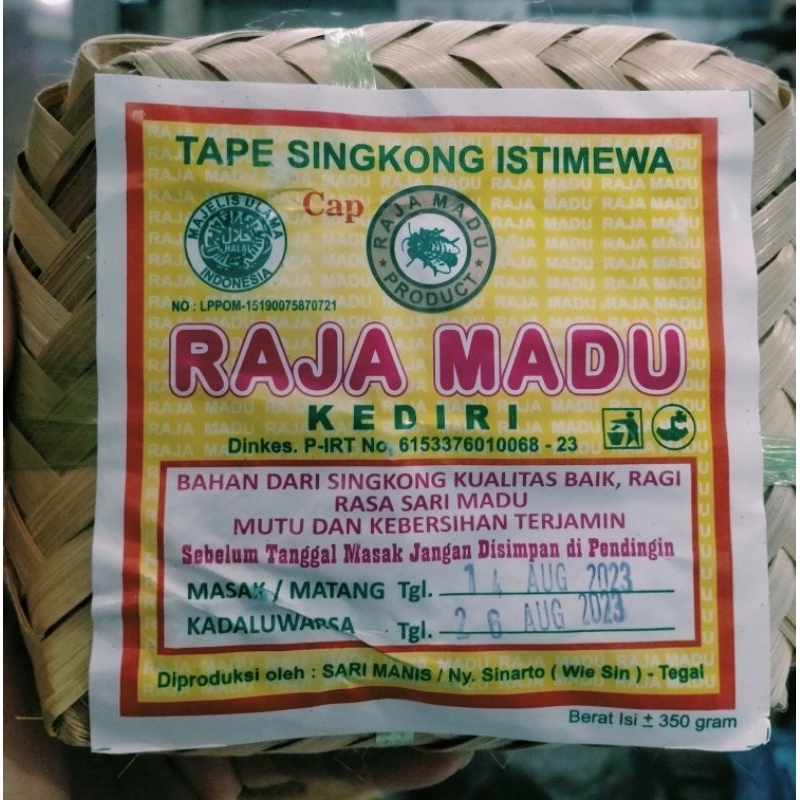 TAPE SINGKONG ISTIMEWA
MAJELIS ULAMA
حلال
HALAL
INDONESIA
Cap
RAJA MADU
PRODUCT
NO : LPPOM-15190075870721
RAJA MADU
KEDIRI
Dinkes. P-IRT No. 6153376010068 - 23
BAHAN DARI SINGKONG KUALITAS BAIK, RAGI
RASA SARI MADU
MUTU DAN KEBERSIHAN TERJAMIN
Sebelum Tanggal Masak Jangan Disimpan di Pendingin
MASAK / MATANG Tgl. 14 AUG 2023
KADALUWARSA Tgl. 26 AUG 2023
Diproduksi oleh : SARI MANIS / Ny. Sinarto ( Wie Sin ) - Tegal
Berat Isi ± 350 gram